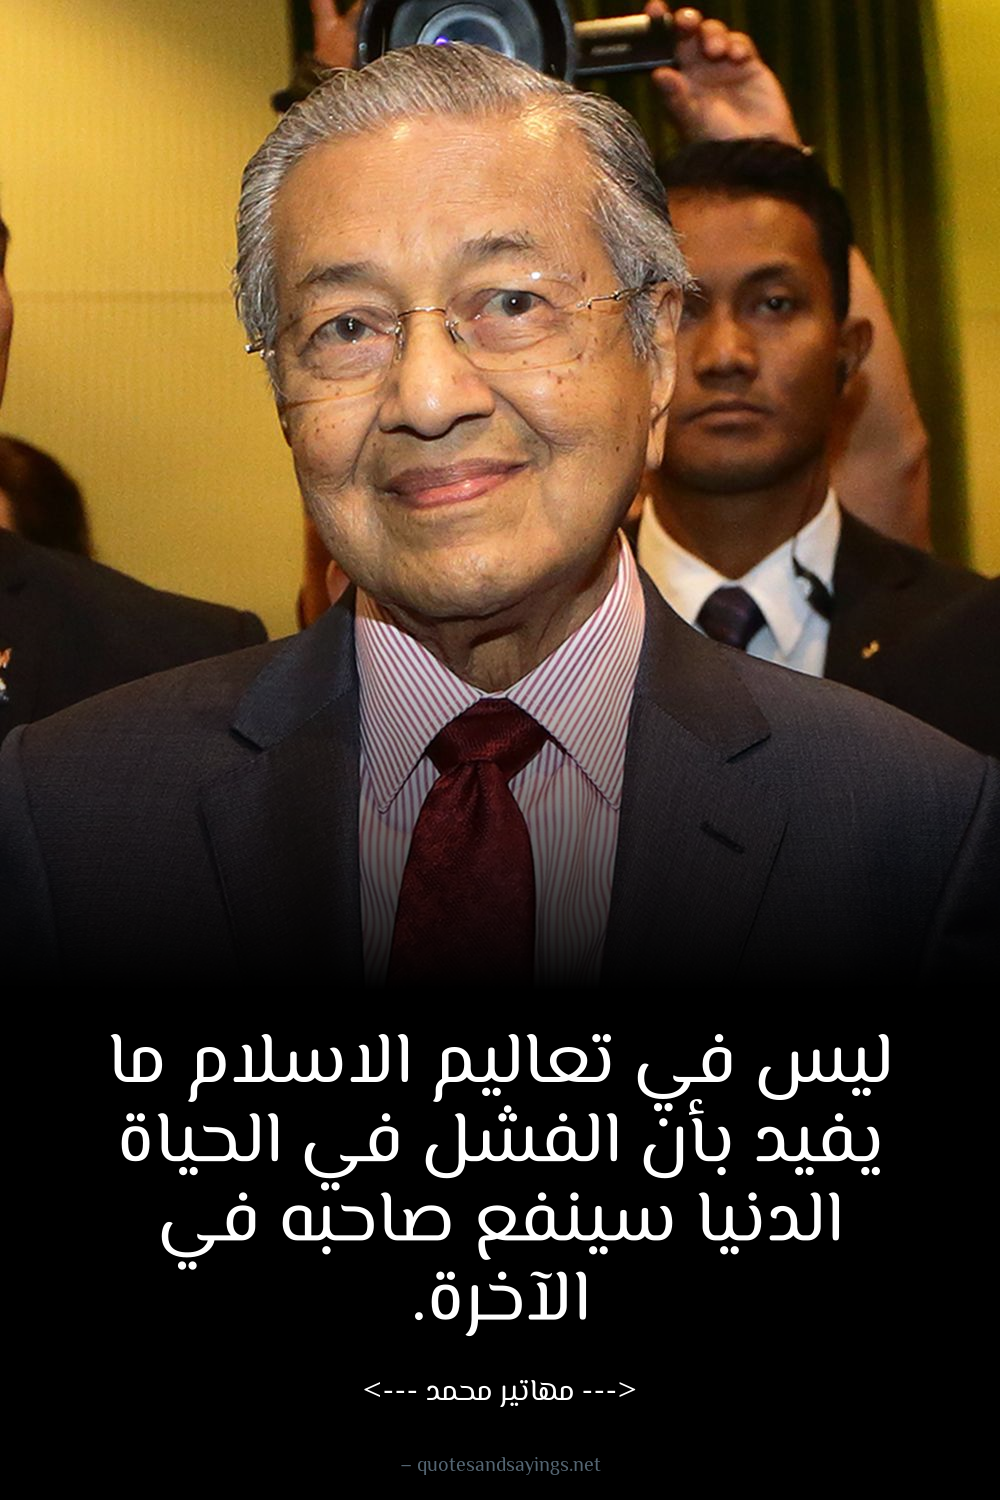 ليس في تعاليم الاسلام ما
يفيد بأن الفشل في الحياة
الدنيا سينفع صاحبه في
الآخرة.
<--- مهاتير محمد --->
– quotesandsayings.net